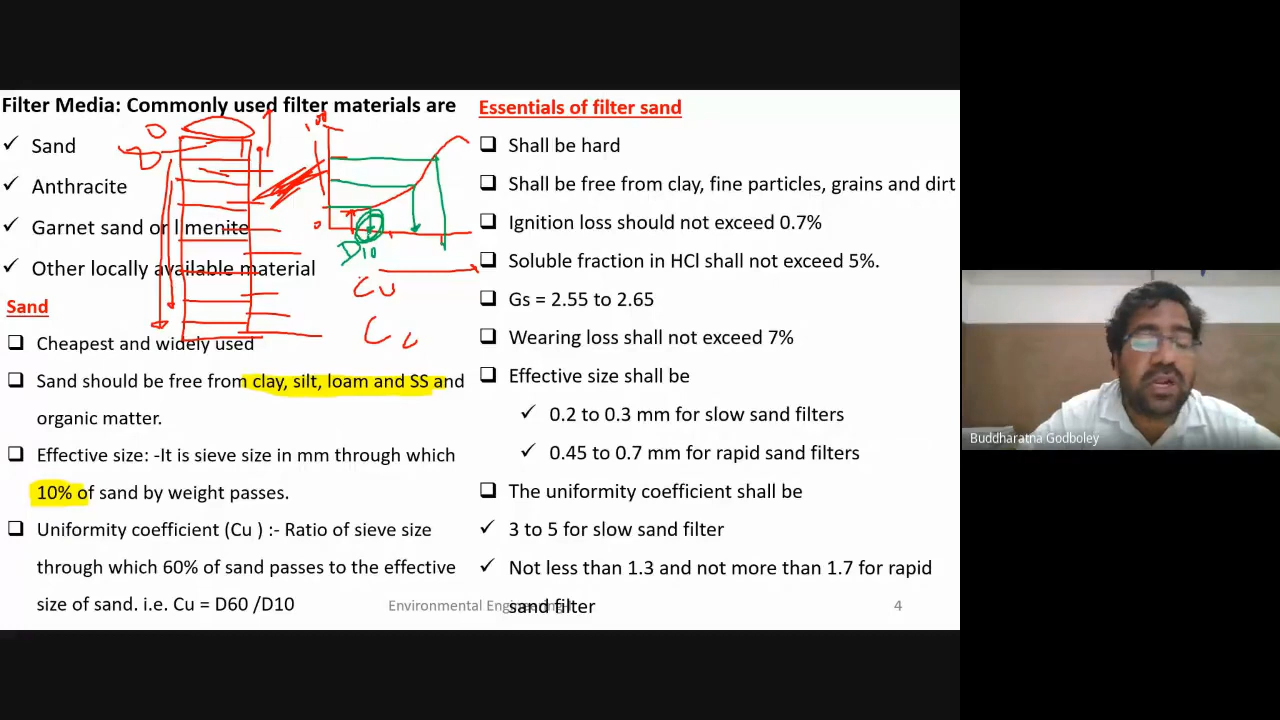 Filter Media: Commonly used filter materials are
✓ Sand
✓ Anthracite
✓ Garnet sand or limenite
✓ Other locally available material
Sand
❑ Cheapest and widely used
❑ Sand should be free from clay, silt, loam and SS and
organic matter.
❑ Effective size: -It is sieve size in mm through which
10% of sand by weight passes.
❑ Uniformity coefficient (Cu ) :- Ratio of sieve size
through which 60% of sand passes to the effective
size of sand. i.e. Cu = D60 /D10
100
0
D10
Cu
Cc
Essentials of filter sand
❑ Shall be hard
❑ Shall be free from clay, fine particles, grains and dirt
❑ Ignition loss should not exceed 0.7%
❑ Soluble fraction in HCl shall not exceed 5%.
❑ Gs = 2.55 to 2.65
❑ Wearing loss shall not exceed 7%
❑ Effective size shall be
✓ 0.2 to 0.3 mm for slow sand filters
✓ 0.45 to 0.7 mm for rapid sand filters
❑ The uniformity coefficient shall be
✓ 3 to 5 for slow sand filter
✓ Not less than 1.3 and not more than 1.7 for rapid
sand filter
4
Buddharatna Godboley